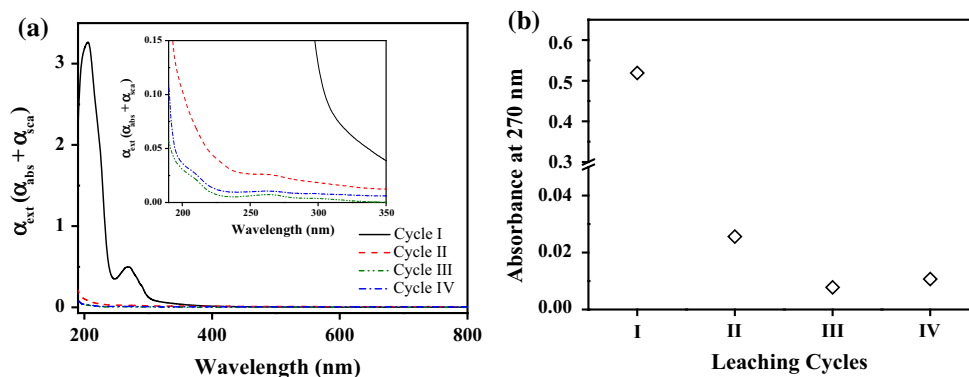 (a)
α_ext (α_abs + α_sca)
3
2
1
0
200 400 600 800
Wavelength (nm)
α_ext (α_abs + α_sca)
0.15
0.10
0.05
0.00
200 250 300 350
Wavelength (nm)
Cycle I
Cycle II
Cycle III
Cycle IV
(b)
Absorbance at 270 nm
0.6
0.5
0.4
0.3
0.04
0.02
0.00
I II III IV
Leaching Cycles